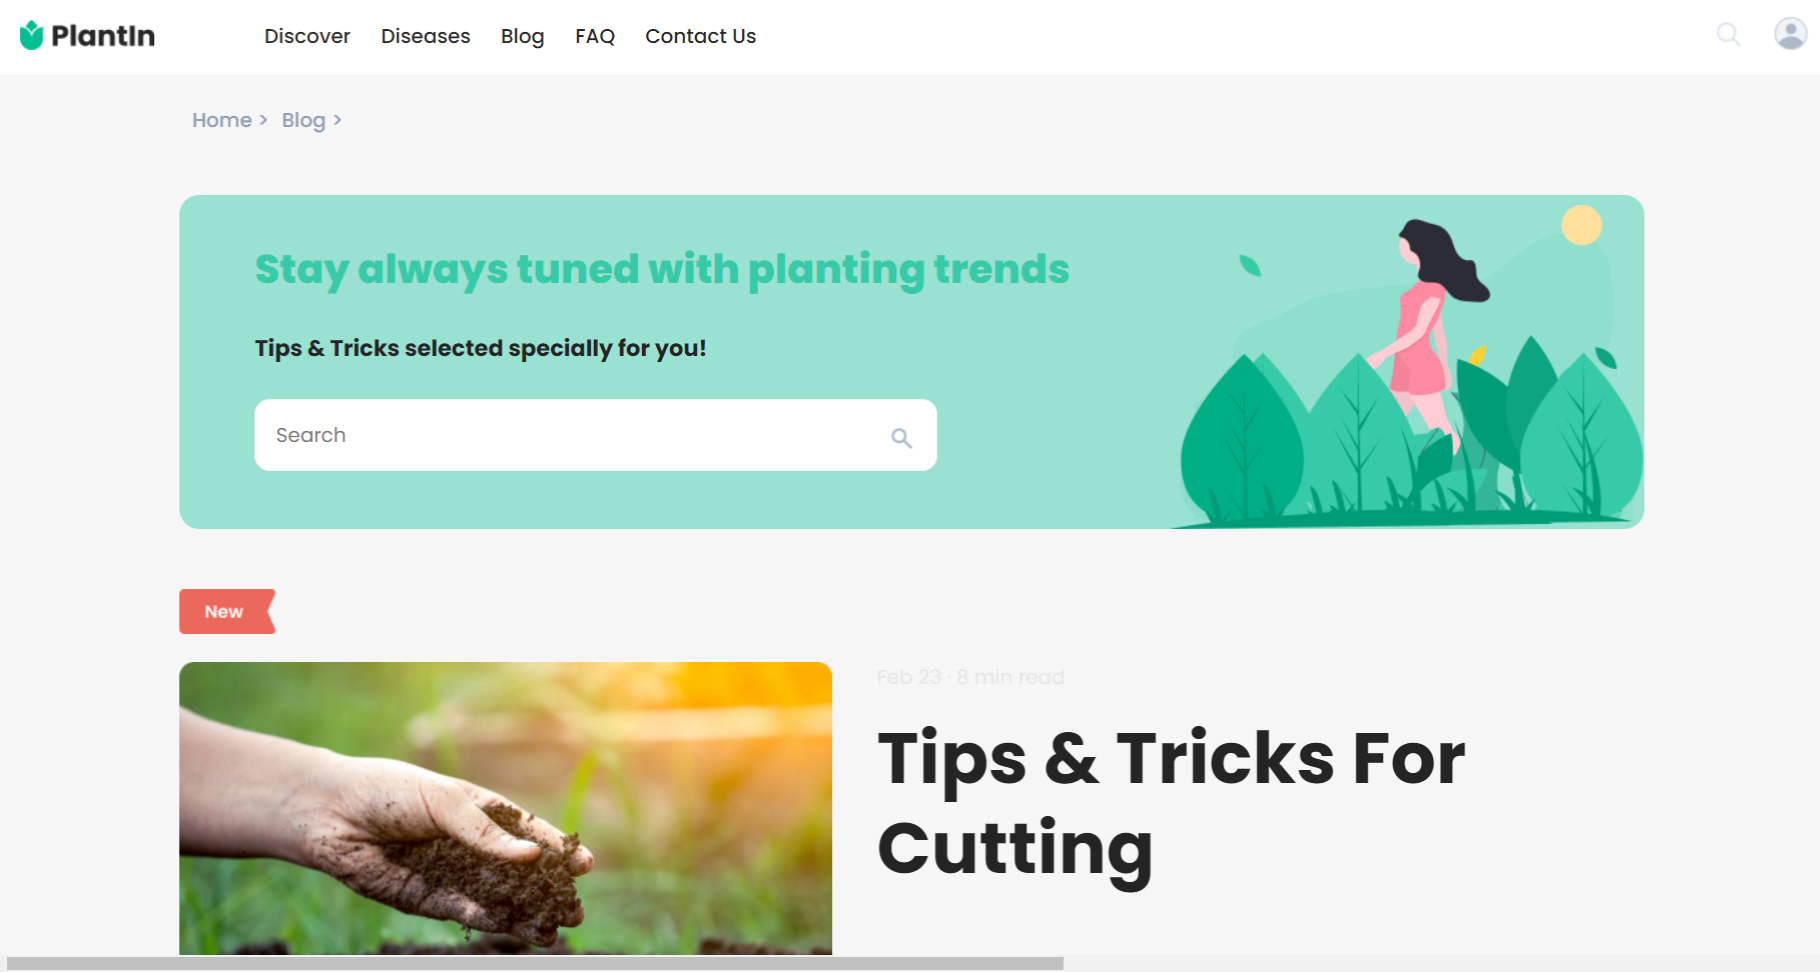 PlantIn
Discover Diseases Blog FAQ Contact Us
Home > Blog >
Stay always tuned with planting trends
Tips & Tricks selected specially for you!
Search
New
Feb 23 · 8 min read
Tips & Tricks For
Cutting